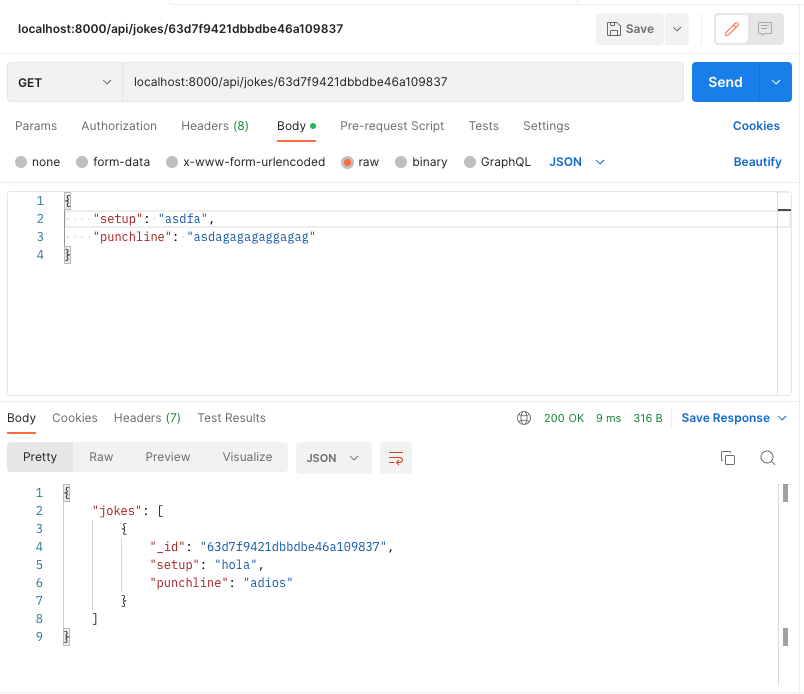 localhost:8000/api/jokes/63d7f9421dbbdbe46a109837 Save
GET localhost:8000/api/jokes/63d7f9421dbbdbe46a109837 Send
Params Authorization Headers (8) Body Pre-request Script Tests Settings Cookies
none form-data x-www-form-urlencoded raw binary GraphQL JSON Beautify
1 {
2 "setup": "asdfa",
3 "punchline": "asdagagagaggagag"
4 }
Body Cookies Headers (7) Test Results 200 OK 9 ms 316 B Save Response
Pretty Raw Preview Visualize JSON
1 {
2 "jokes": [
3 {
4 "_id": "63d7f9421dbbdbe46a109837",
5 "setup": "hola",
6 "punchline": "adios"
7 }
8 ]
9 }